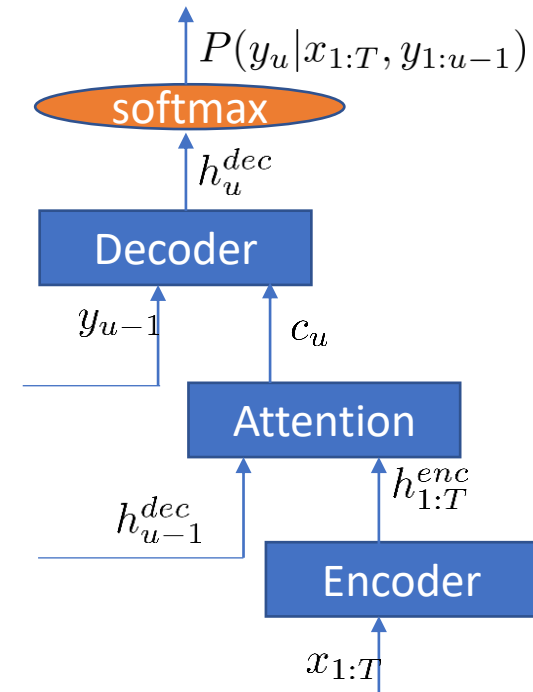 P(y_u|x_{1:T}, y_{1:u-1})
softmax
h_u^{dec}
Decoder
y_{u-1}
c_u
Attention
h_{1:T}^{enc}
h_{u-1}^{dec}
Encoder
x_{1:T}